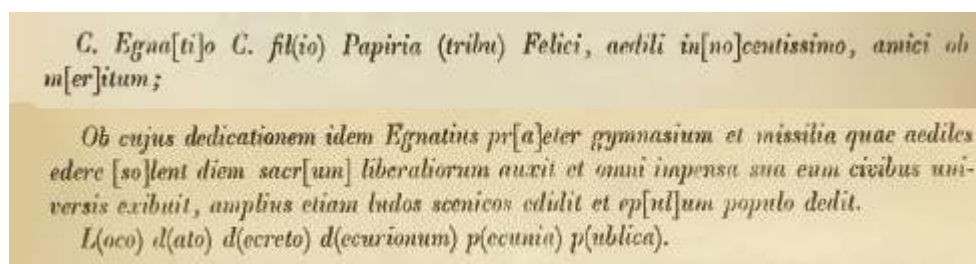 C. Egna[ti]o C. fil(io) Papiria (tribu) Felici, aedili in[no]centissimo, amici ob
m[er]itum;
Ob cujus dedicationem idem Egnatius pr[a]eter gymnasium et missilia quae aediles
edere [so]lent diem sacr[um] liberaliorum auxit et omni impensa sua eum civibus uni-
versis exibuit, amplius etiam ludos scenicos edidit et ep[ul]um populo dedit.
L(oco) d(ato) d(ecreto) d(ecurionum) p(ecunia) p(ublica).